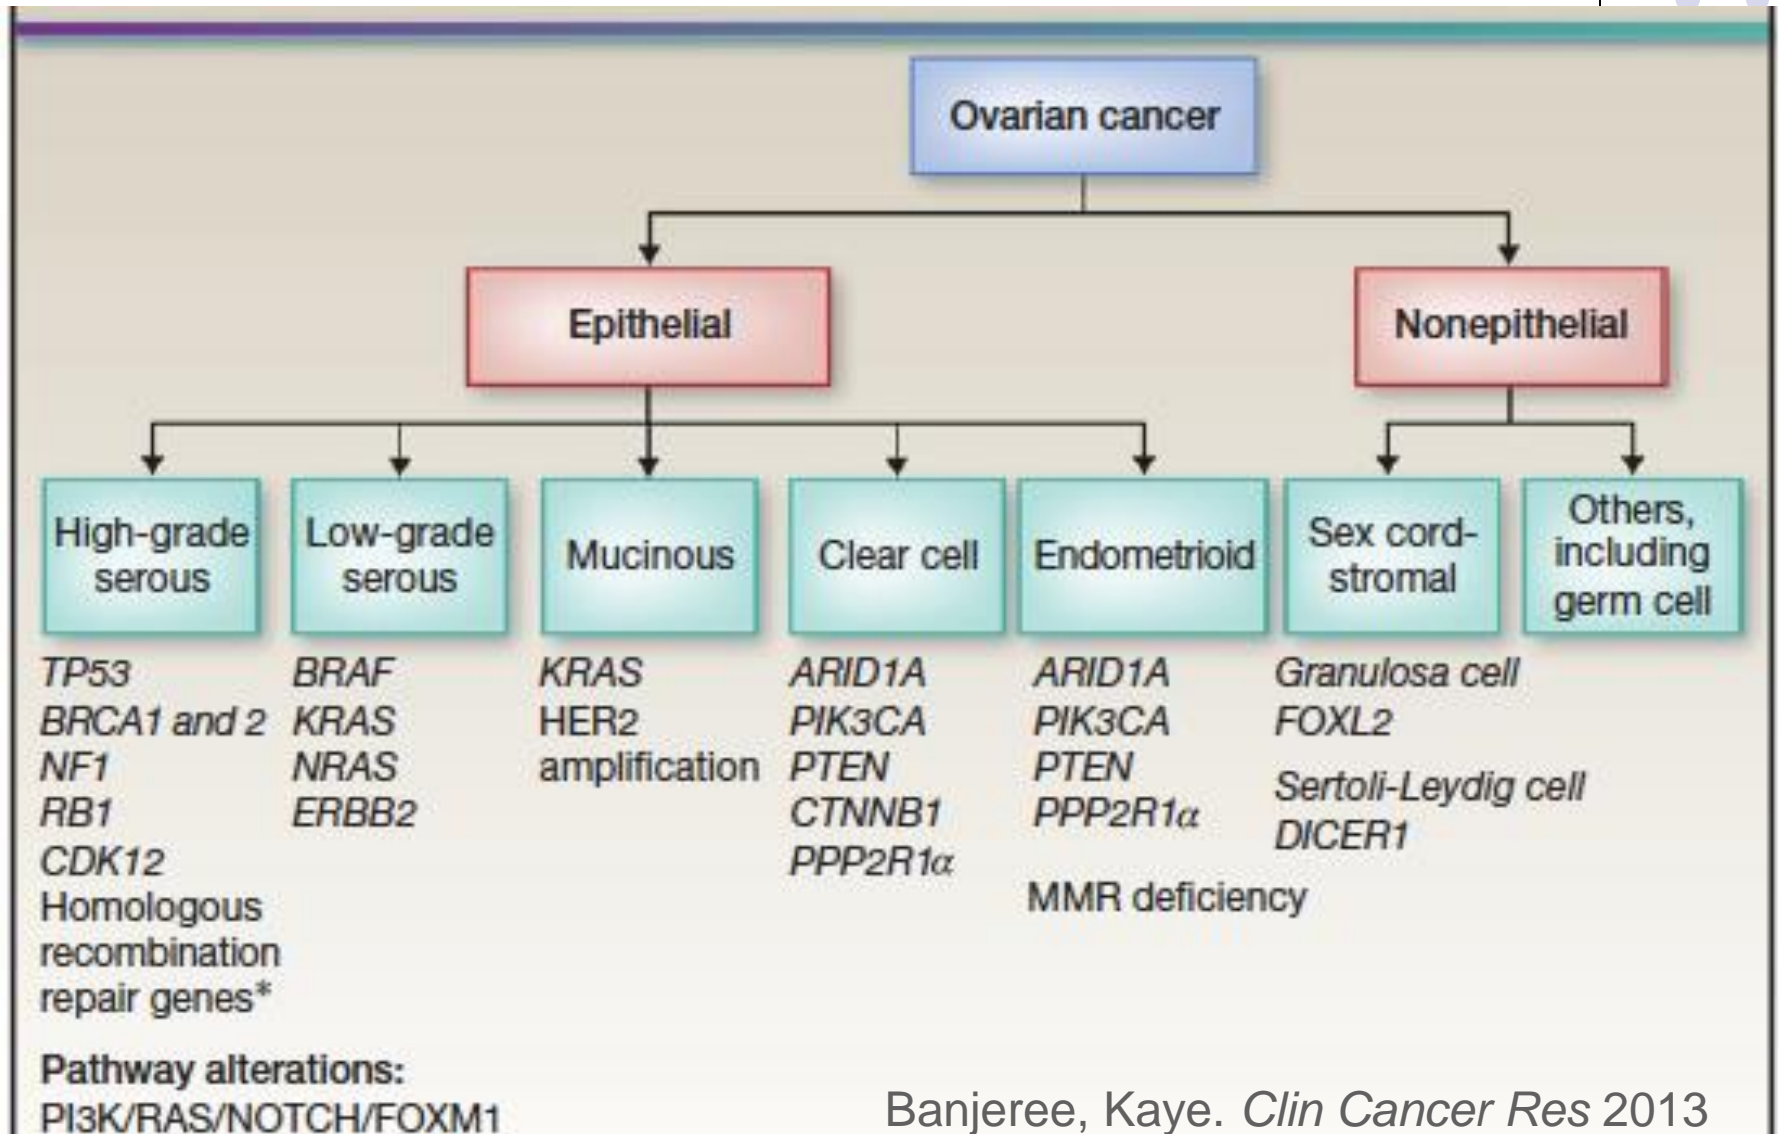 Ovarian cancer
Epithelial
Nonepithelial
High-grade
serous
Low-grade
serous
Mucinous
Clear cell
Endometrioid
Sex cord-
stromal
Others,
including
germ cell
TP53
BRCA1 and 2
NF1
RB1
CDK12
Homologous
recombination
repair genes*
BRAF
KRAS
NRAS
ERBB2
KRAS
HER2
amplification
ARID1A
PIK3CA
PTEN
CTNNB1
PPP2R1α
ARID1A
PIK3CA
PTEN
PPP2R1α
MMR deficiency
Granulosa cell
FOXL2
Sertoli-Leydig cell
DICER1
Pathway alterations:
PI3K/RAS/NOTCH/FOXM1
Banjeree, Kaye. Clin Cancer Res 2013